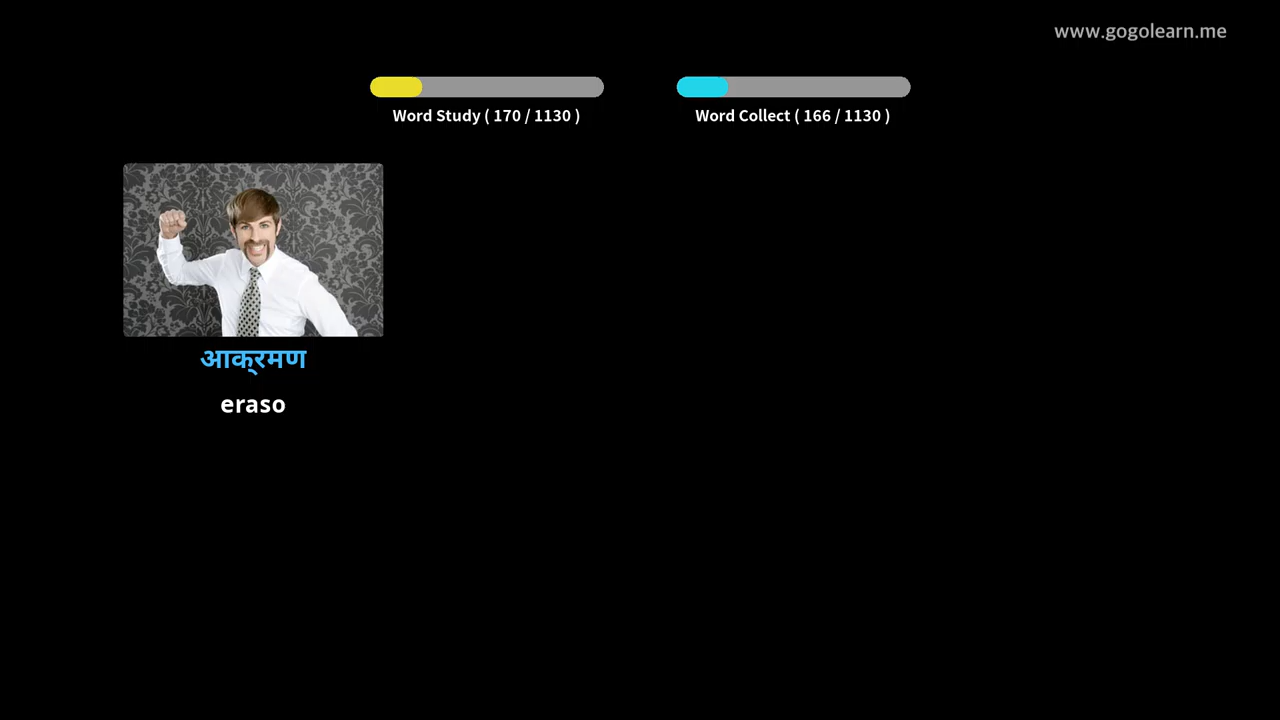 www.gogolearn.me
Word Study ( 170 / 1130 )
Word Collect ( 166 / 1130 )
आक्रमण
eraso